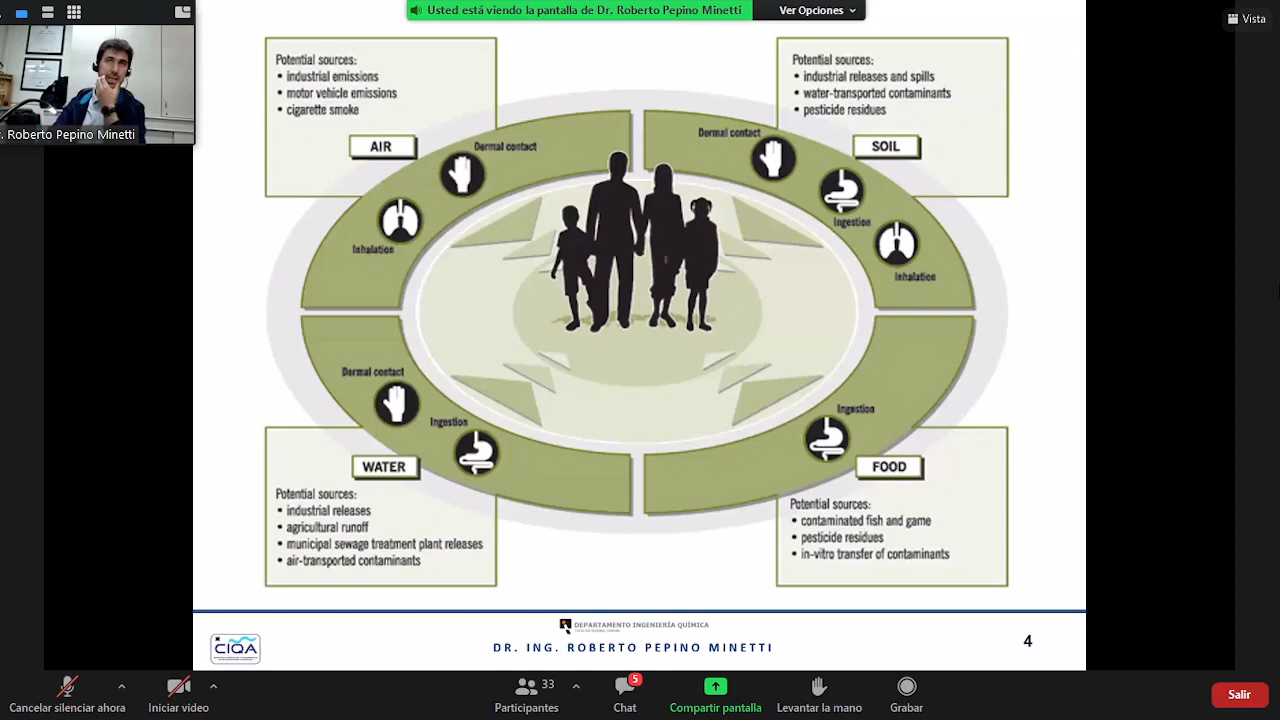 Usted está viendo la pantalla de Dr. Roberto Pepino Minetti
Ver Opciones
Vista
Roberto Pepino Minetti
Potential sources:
• industrial emissions
• motor vehicle emissions
• cigarette smoke
AIR
Dermal contact
Inhalation
Potential sources:
• industrial releases and spills
• water-transported contaminants
• pesticide residues
SOIL
Dermal contact
Ingestion
Inhalation
Dermal contact
Ingestion
WATER
Potential sources:
• industrial releases
• agricultural runoff
• municipal sewage treatment plant releases
• air-transported contaminants
Ingestion
FOOD
Potential sources:
• contaminated fish and game
• pesticide residues
• in-vitro transfer of contaminants
CIQA
DEPARTAMENTO INGENIERÍA QUÍMICA
DR. ING. ROBERTO PEPINO MINETTI
4
Cancelar silenciar ahora
Iniciar video
33
Participantes
5
Chat
Compartir pantalla
Levantar la mano
Grabar
Salir